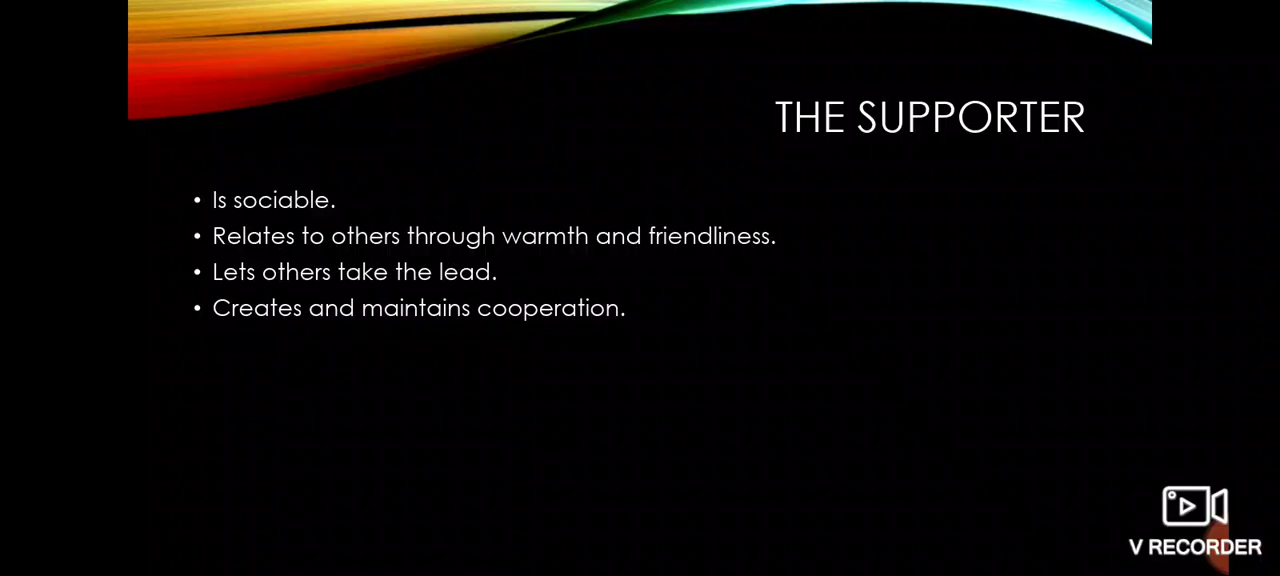 THE SUPPORTER
• Is sociable.
• Relates to others through warmth and friendliness.
• Lets others take the lead.
• Creates and maintains cooperation.
V RECORDER